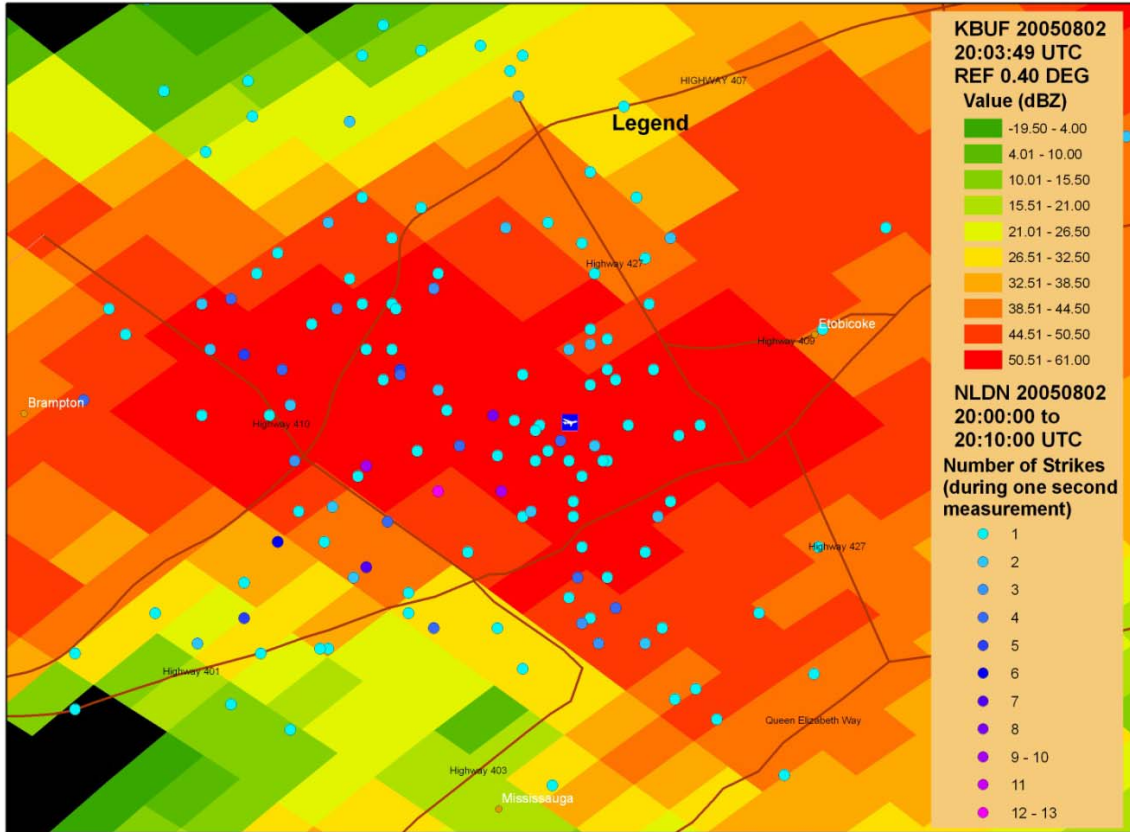 HIGHWAY 407
Legend
Highway 427
Etobicoke
Highway 409
Brampton
Highway 410
Highway 427
Highway 401
Queen Elizabeth Way
Highway 403
Mississauga
KBUF 20050802
20:03:49 UTC
REF 0.40 DEG
Value (dBZ)
-19.50 - 4.00
4.01 - 10.00
10.01 - 15.50
15.51 - 21.00
21.01 - 26.50
26.51 - 32.50
32.51 - 38.50
38.51 - 44.50
44.51 - 50.50
50.51 - 61.00
NLDN 20050802
20:00:00 to
20:10:00 UTC
Number of Strikes
(during one second
measurement)
1
2
3
4
5
6
7
8
9 - 10
11
12 - 13